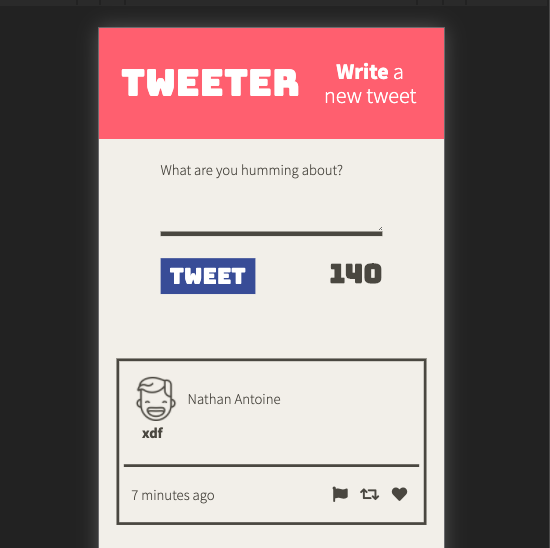 TWEETER
Write a
new tweet
What are you humming about?
TWEET
140
Nathan Antoine
xdf
7 minutes ago